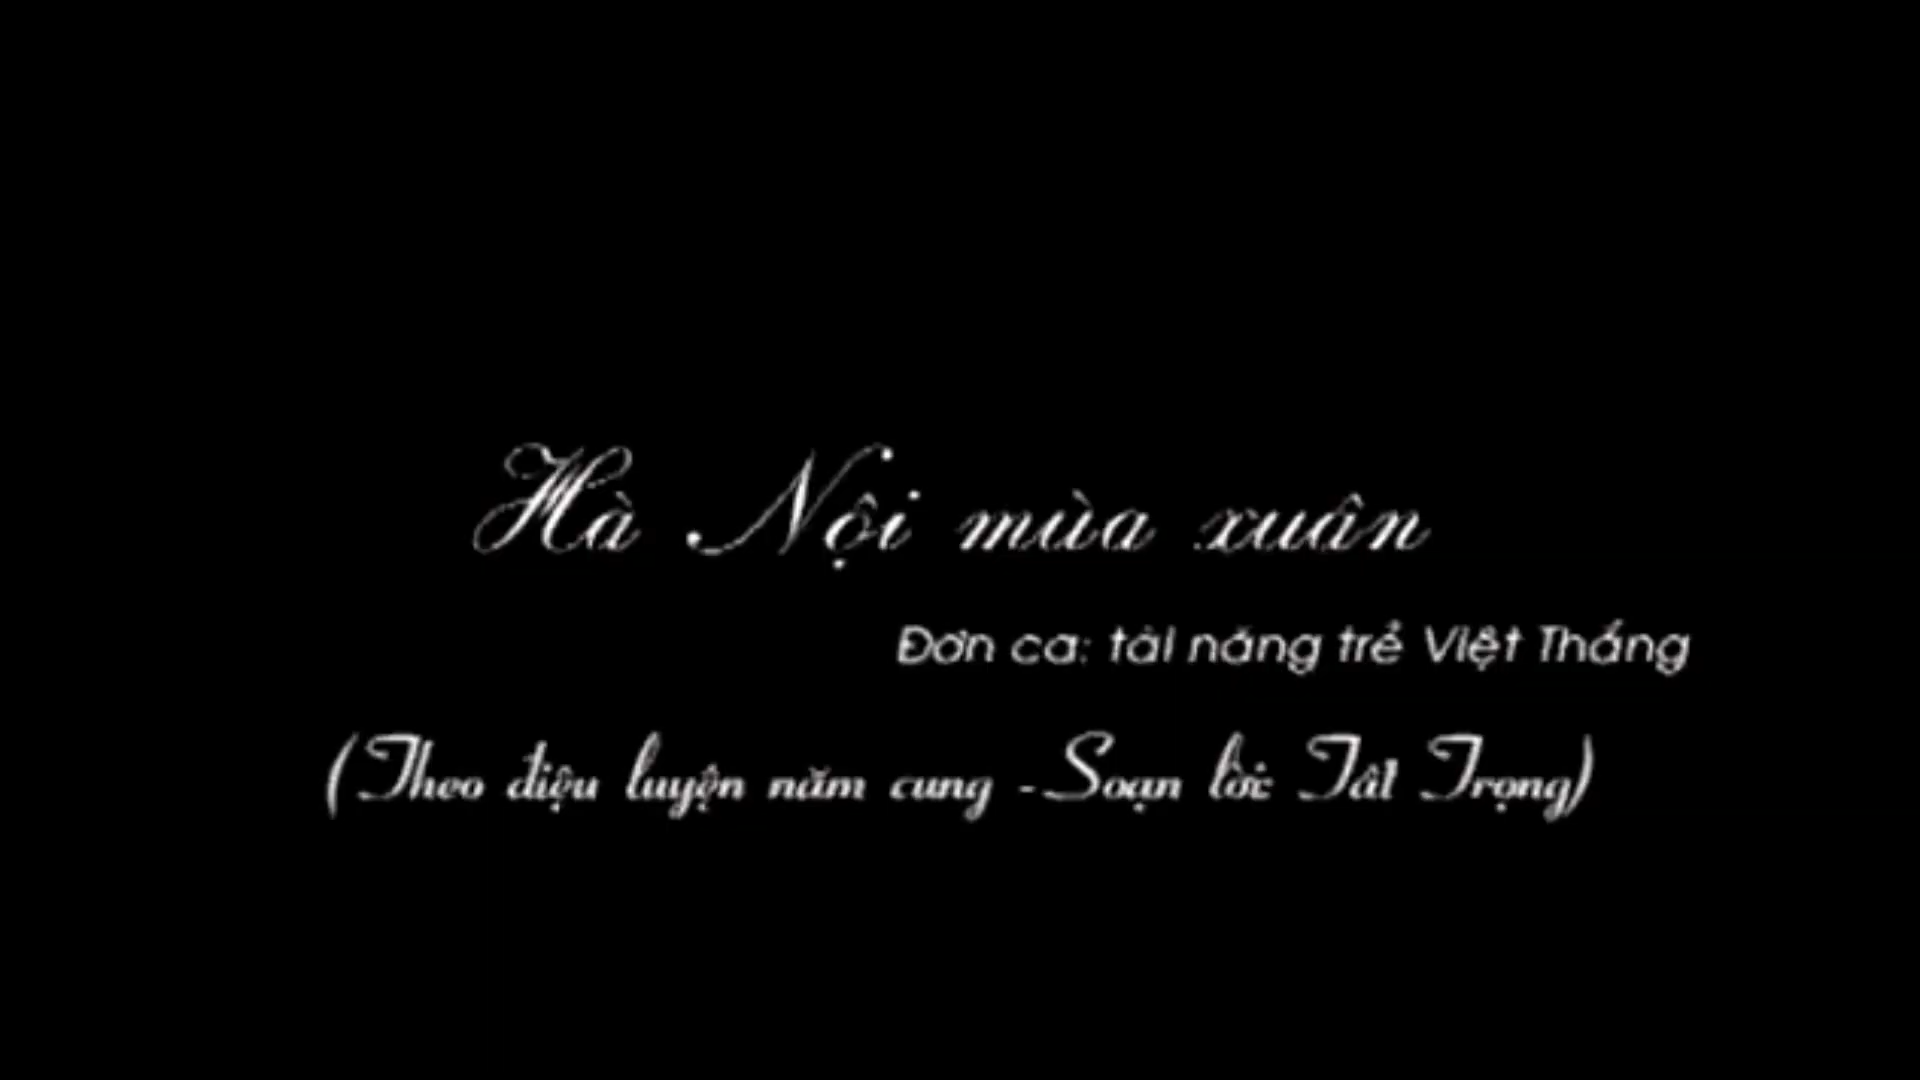 Hà Nội mùa xuân
Đơn ca: tài năng trẻ Việt Thắng
(Theo điệu luyện năm cung - Soạn lời: Tất Trọng)